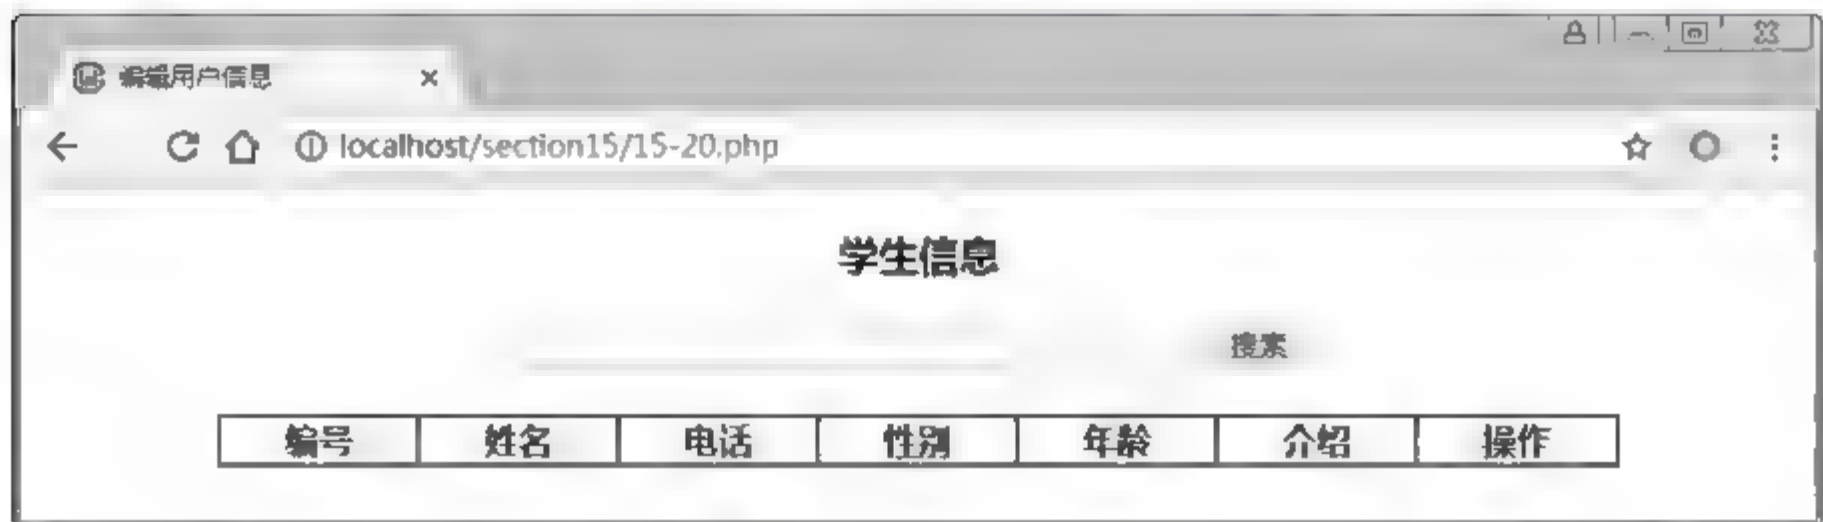 编辑用户信息
localhost/section15/15-20.php
学生信息
搜索
编号 姓名 电话 性别 年龄 介绍 操作